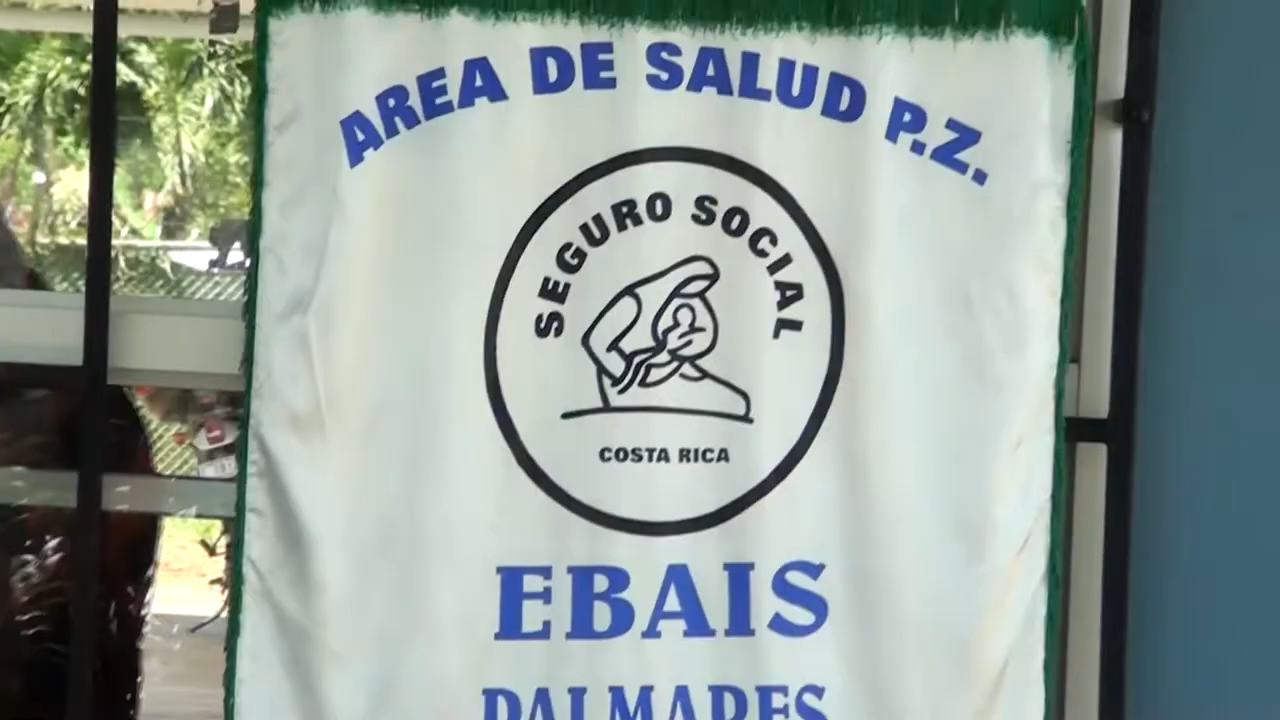 AREA DE SALUD P.Z.
SEGURO SOCIAL
COSTA RICA
EBAIS
PALMARES